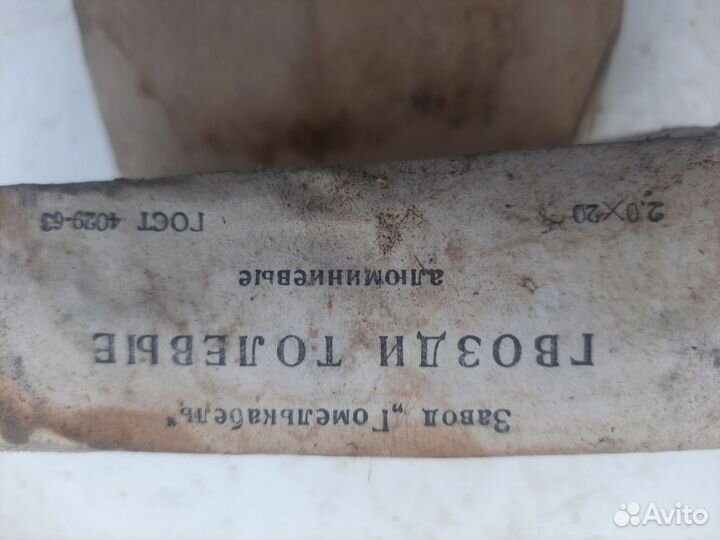 Завод „Гомелькабель“
ГВОЗДИ ТОЛЕВЫЕ
алюминиевые
2.0×20 ГОСТ 4029-63
Avito